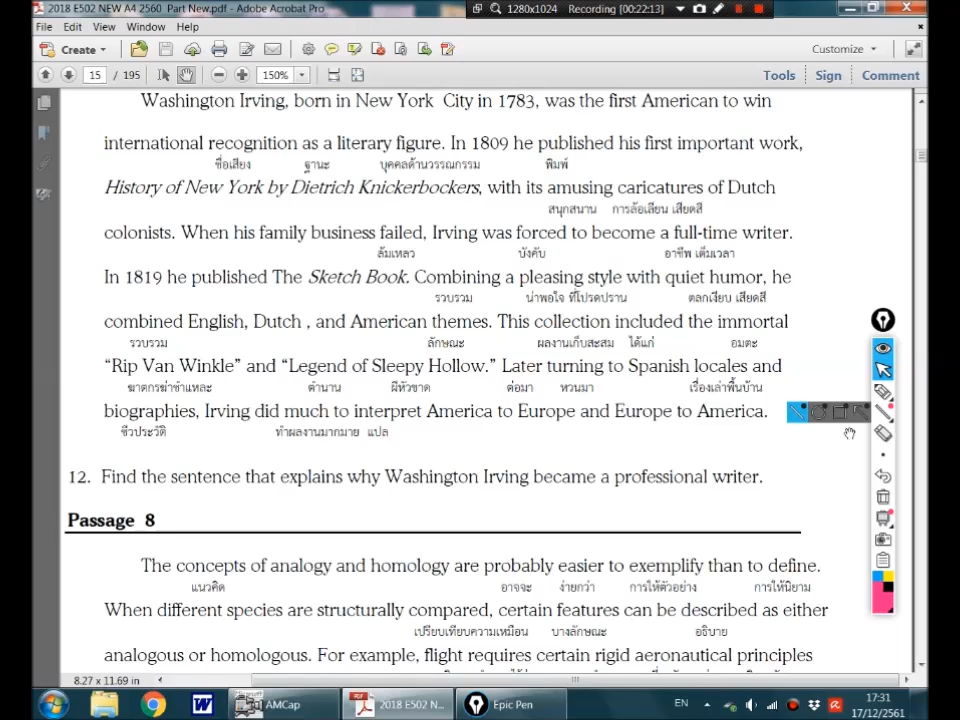 2018 E502 NEW A4 2560 Part New.pdf - Adobe Acrobat Pro
1280x1024 Recording [00:22:13]
File Edit View Window Help
Create Customize
15 / 195 150% Tools Sign Comment
Washington Irving, born in New York City in 1783, was the first American to win
international recognition as a literary figure. In 1809 he published his first important work,
ชื่อเสียง ฐานะ บุคคลด้านวรรณกรรม พิมพ์
History of New York by Dietrich Knickerbockers, with its amusing caricatures of Dutch
สนุกสนาน การล้อเลียน เสียดสี
colonists. When his family business failed, Irving was forced to become a full-time writer.
ล้มเหลว บังคับ อาชีพ เต็มเวลา
In 1819 he published The Sketch Book. Combining a pleasing style with quiet humor, he
รวบรวม น่าพอใจ ที่โปรดปราน ตลกเงียบ เสียดสี
combined English, Dutch , and American themes. This collection included the immortal
รวบรวม ลักษณะ ผลงานเก็บสะสม ได้แก่ อมตะ
“Rip Van Winkle” and “Legend of Sleepy Hollow.” Later turning to Spanish locales and
ฆาตกรฆ่าชำแหละ ตำนาน ผีหัวขาด ต่อมา หวนมา เรื่องเล่าพื้นบ้าน
biographies, Irving did much to interpret America to Europe and Europe to America.
ชีวประวัติ ทำผลงานมากมาย แปล
12. Find the sentence that explains why Washington Irving became a professional writer.
Passage 8
The concepts of analogy and homology are probably easier to exemplify than to define.
แนวคิด อาจจะ ง่ายกว่า การให้ตัวอย่าง การให้นิยาม
When different species are structurally compared, certain features can be described as either
เปรียบเทียบความเหมือน บางลักษณะ อธิบาย
analogous or homologous. For example, flight requires certain rigid aeronautical principles
8.27 x 11.69 in
AMCap 2018 E502 N... Epic Pen EN 17:31
17/12/2561